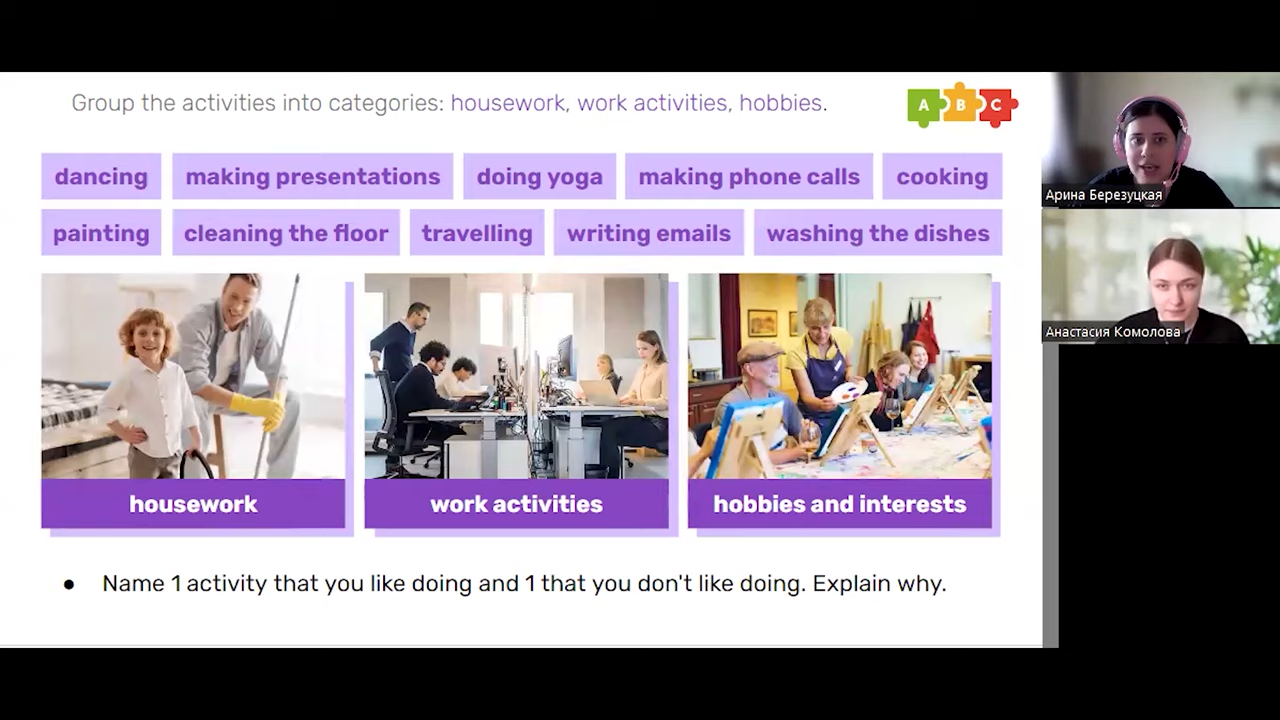 Group the activities into categories: housework, work activities, hobbies.
A B C
dancing making presentations doing yoga making phone calls cooking
painting cleaning the floor travelling writing emails washing the dishes
housework work activities hobbies and interests
● Name 1 activity that you like doing and 1 that you don't like doing. Explain why.
Арина Березуцкая
Анастасия Комолова